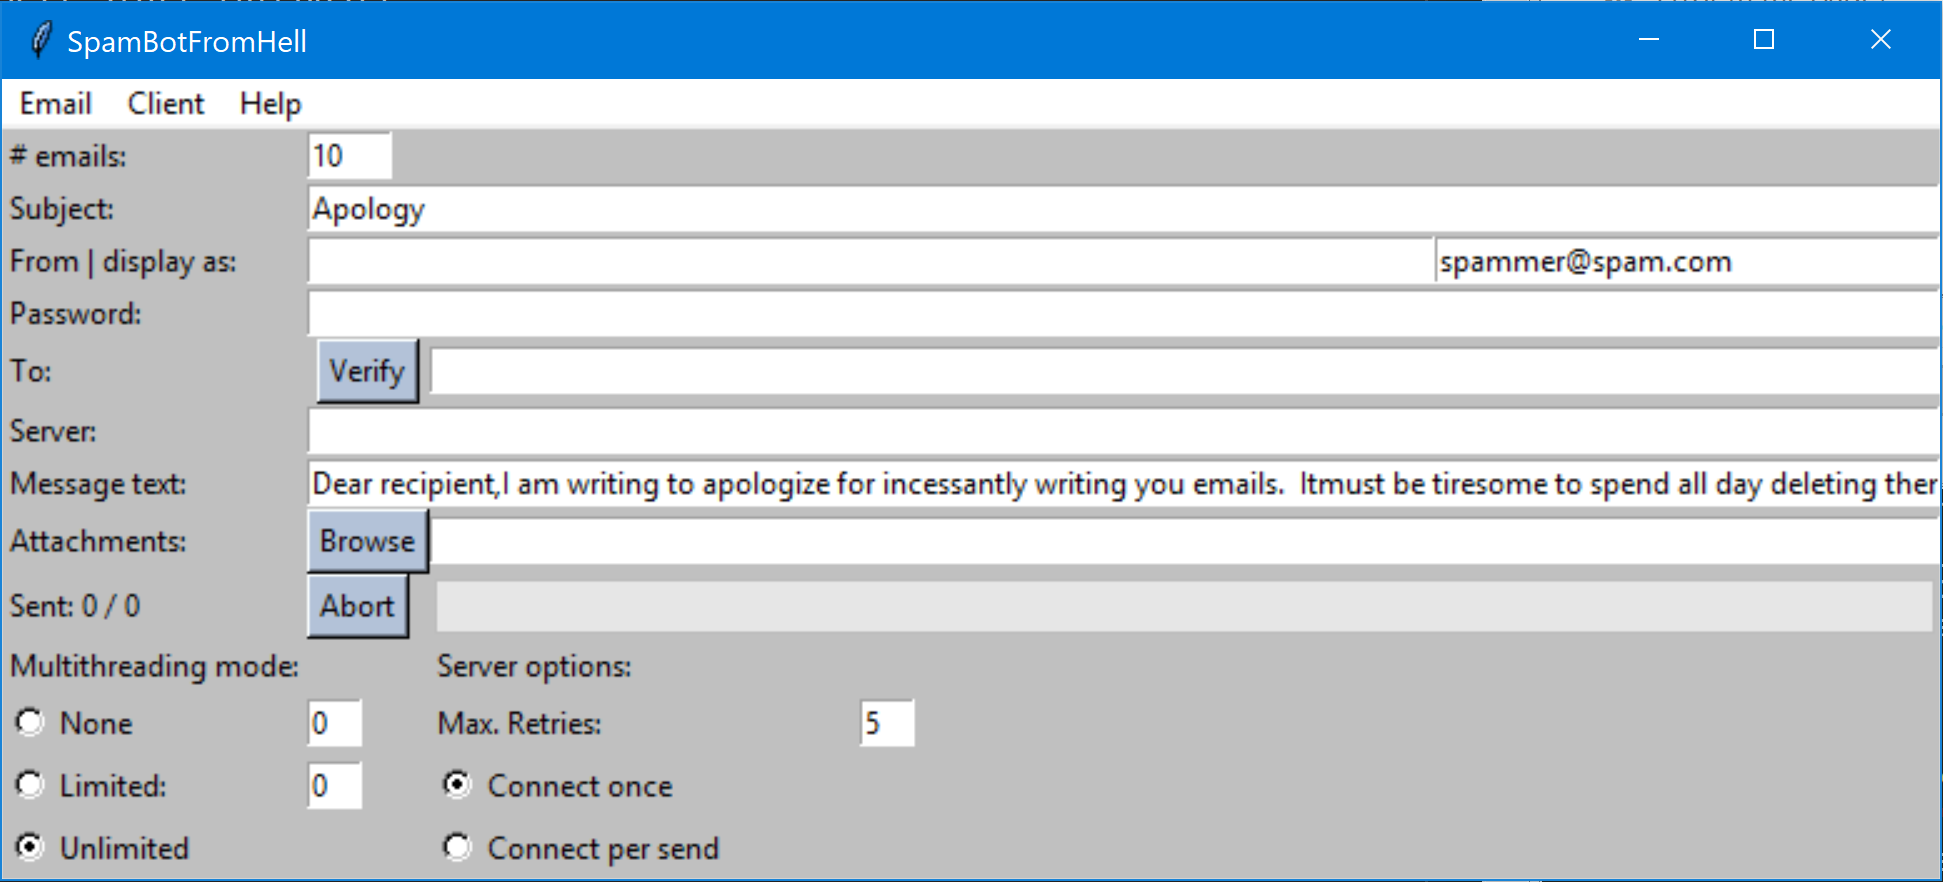 SpamBotFromHell
Email Client Help
# emails: 10
Subject: Apology
From | display as: spammer@spam.com
Password:
To: Verify
Server:
Message text: Dear recipient,I am writing to apologize for incessantly writing you emails.  Itmust be tiresome to spend all day deleting
Attachments: Browse
Sent: 0 / 0 Abort
Multithreading mode: Server options:
None 0 Max. Retries: 5
Limited: 0 Connect once
Unlimited Connect per send